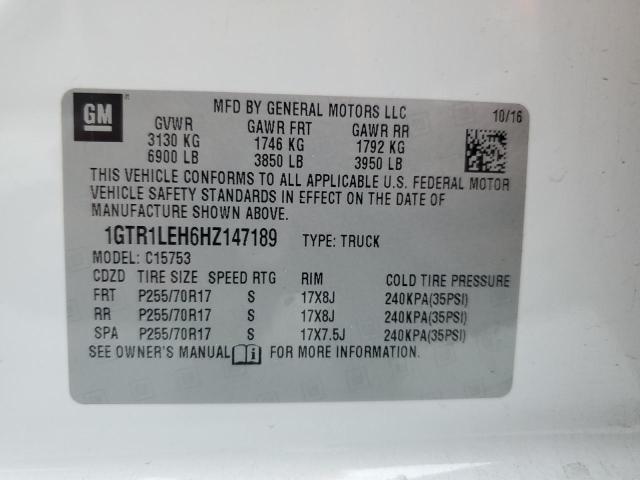 GM
MFD BY GENERAL MOTORS LLC 10/16
GVWR GAWR FRT GAWR RR
3130 KG 1746 KG 1792 KG
6900 LB 3850 LB 3950 LB
THIS VEHICLE CONFORMS TO ALL APPLICABLE U.S. FEDERAL MOTOR
VEHICLE SAFETY STANDARDS IN EFFECT ON THE DATE OF
MANUFACTURE SHOWN ABOVE.
1GTR1LEH6HZ147189 TYPE: TRUCK
MODEL: C15753
CDZD TIRE SIZE SPEED RTG RIM COLD TIRE PRESSURE
FRT P255/70R17 S 17X8J 240KPA(35PSI)
RR P255/70R17 S 17X8J 240KPA(35PSI)
SPA P255/70R17 S 17X7.5J 240KPA(35PSI)
SEE OWNER'S MANUAL i FOR MORE INFORMATION.